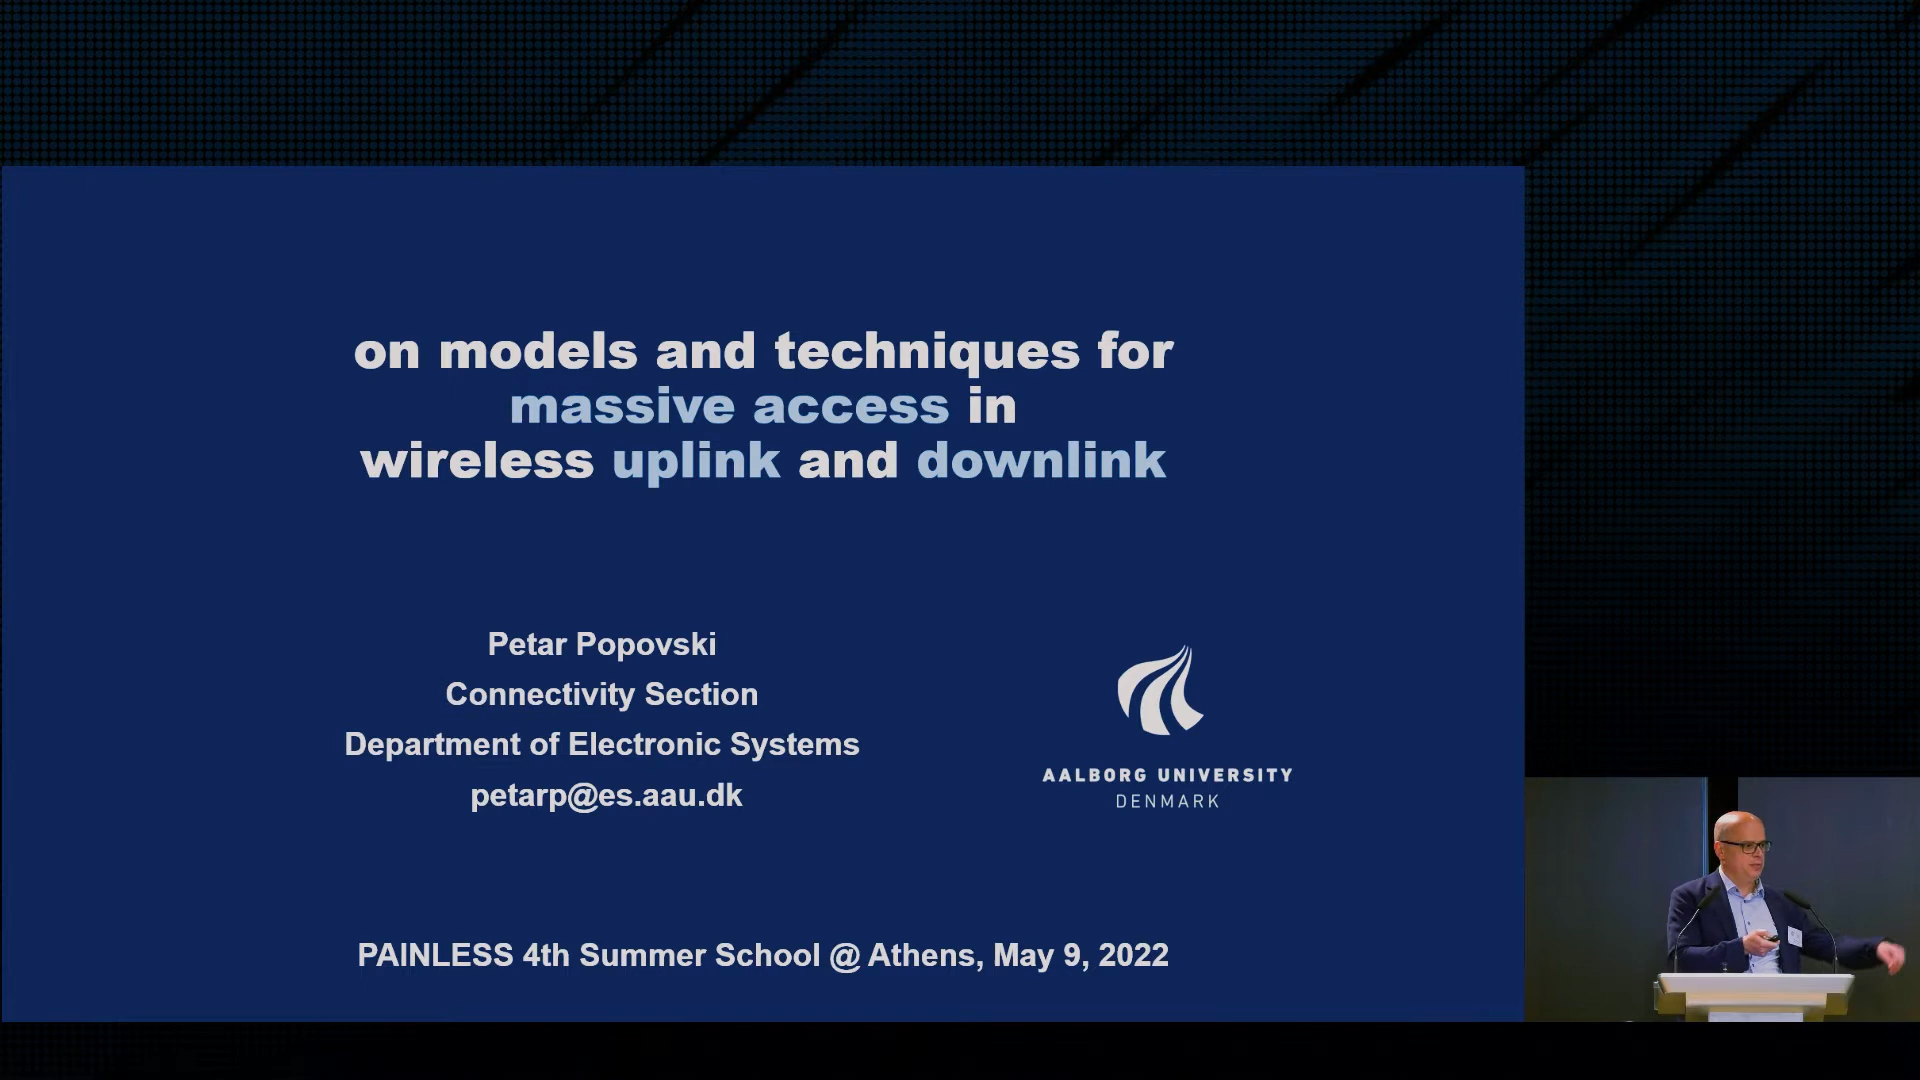 on models and techniques for
massive access in
wireless uplink and downlink
Petar Popovski
Connectivity Section
Department of Electronic Systems
petarp@es.aau.dk
AALBORG UNIVERSITY
DENMARK
PAINLESS 4th Summer School @ Athens, May 9, 2022